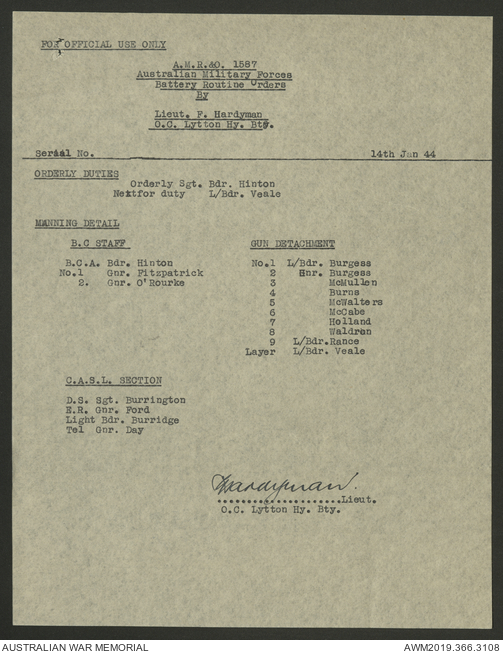 FOR OFFICIAL USE ONLY
A.M.R.&O. 1587
Australian Military Forces
Battery Routine Orders
By
Lieut. F. Hardyman
O.C. Lytton Hy. Bty.
Serial No. 14th Jan 44
ORDERLY DUTIES
Orderly Sgt. Bdr. Hinton
Next for duty L/Bdr. Veale
MANNING DETAIL
B.C STAFF
B.C.A. Bdr. Hinton
No.1 Gnr. Fitzpatrick
2. Gnr. O'Rourke
GUN DETACHMENT
No.1 L/Bdr. Burgess
2 Gnr. Burgess
3 McMullen
4 Burns
5 McWalters
6 McCabe
7 Holland
8 Waldron
9 L/Bdr.Rance
Layer L/Bdr. Veale
C.A.S.L. SECTION
D.S. Sgt. Burrington
E.R. Gnr. Ford
Light Bdr. Burridge
Tel Gnr. Day
Hardyman.
.....................Lieut.
O.C. Lytton Hy. Bty.
AUSTRALIAN WAR MEMORIAL AWM2019.366.3108